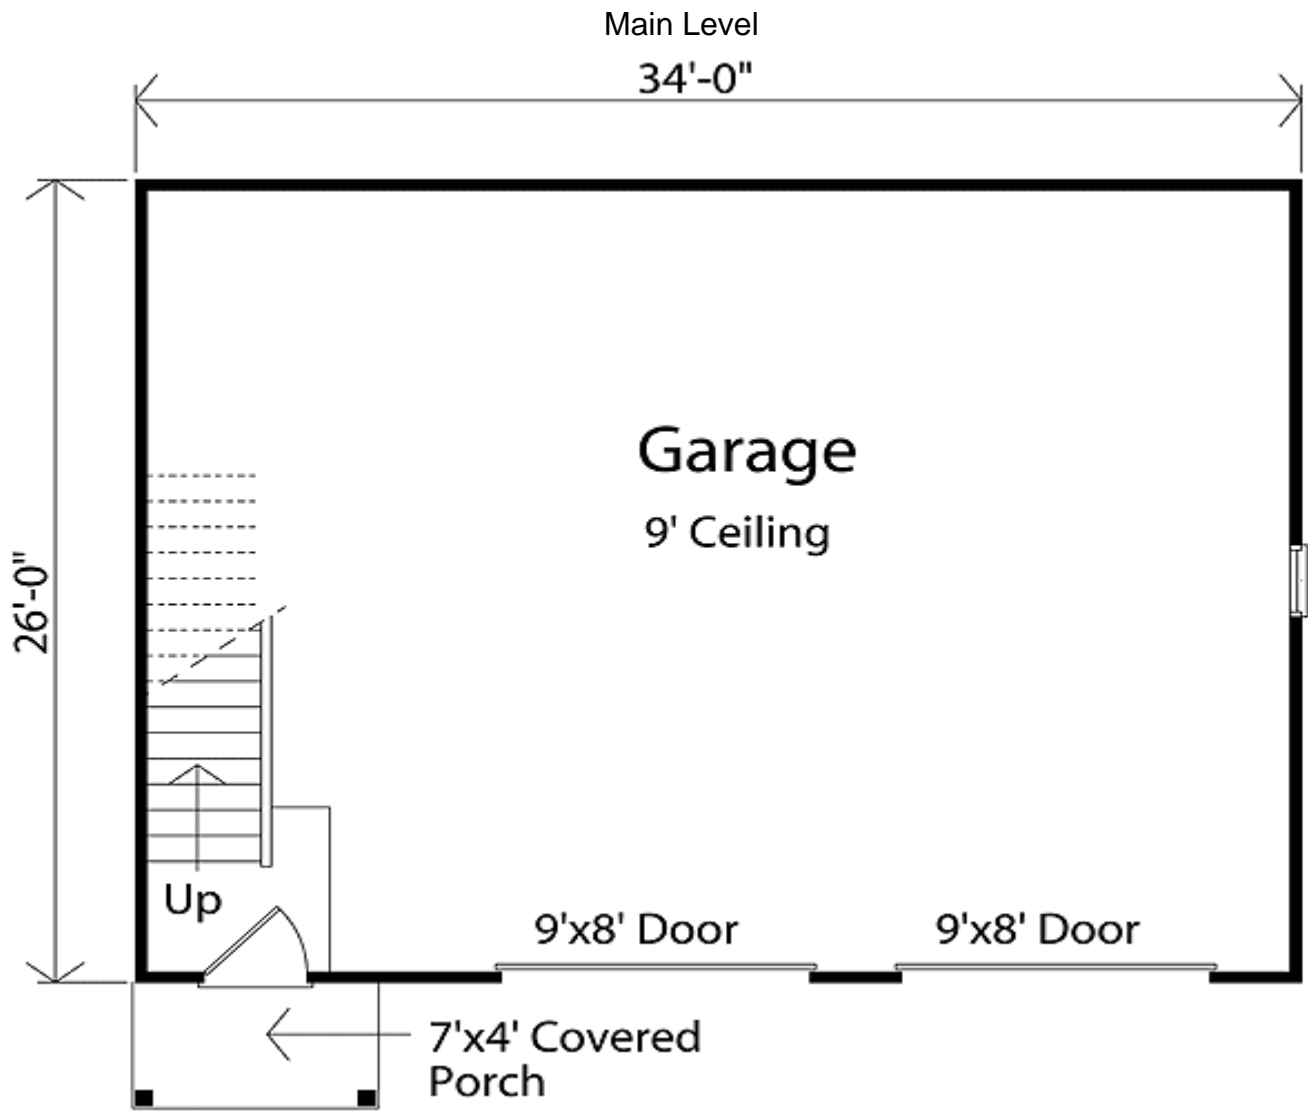 Main Level
34'-0"
Garage
9' Ceiling
26'-0"
Up
9'x8' Door
9'x8' Door
7'x4' Covered
Porch